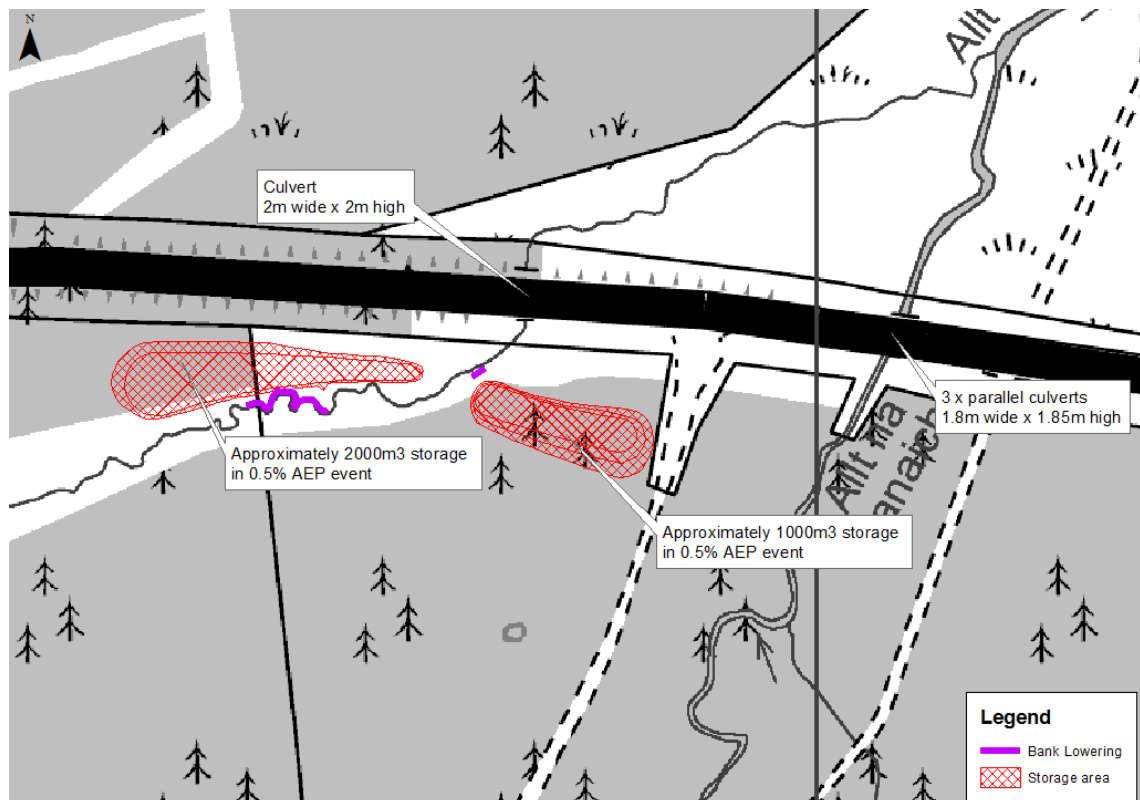 N
Allt
Culvert
2m wide x 2m high
3 x parallel culverts
1.8m wide x 1.85m high
Approximately 2000m3 storage
in 0.5% AEP event
Allt na
Approximately 1000m3 storage
in 0.5% AEP event
Legend
Bank Lowering
Storage area